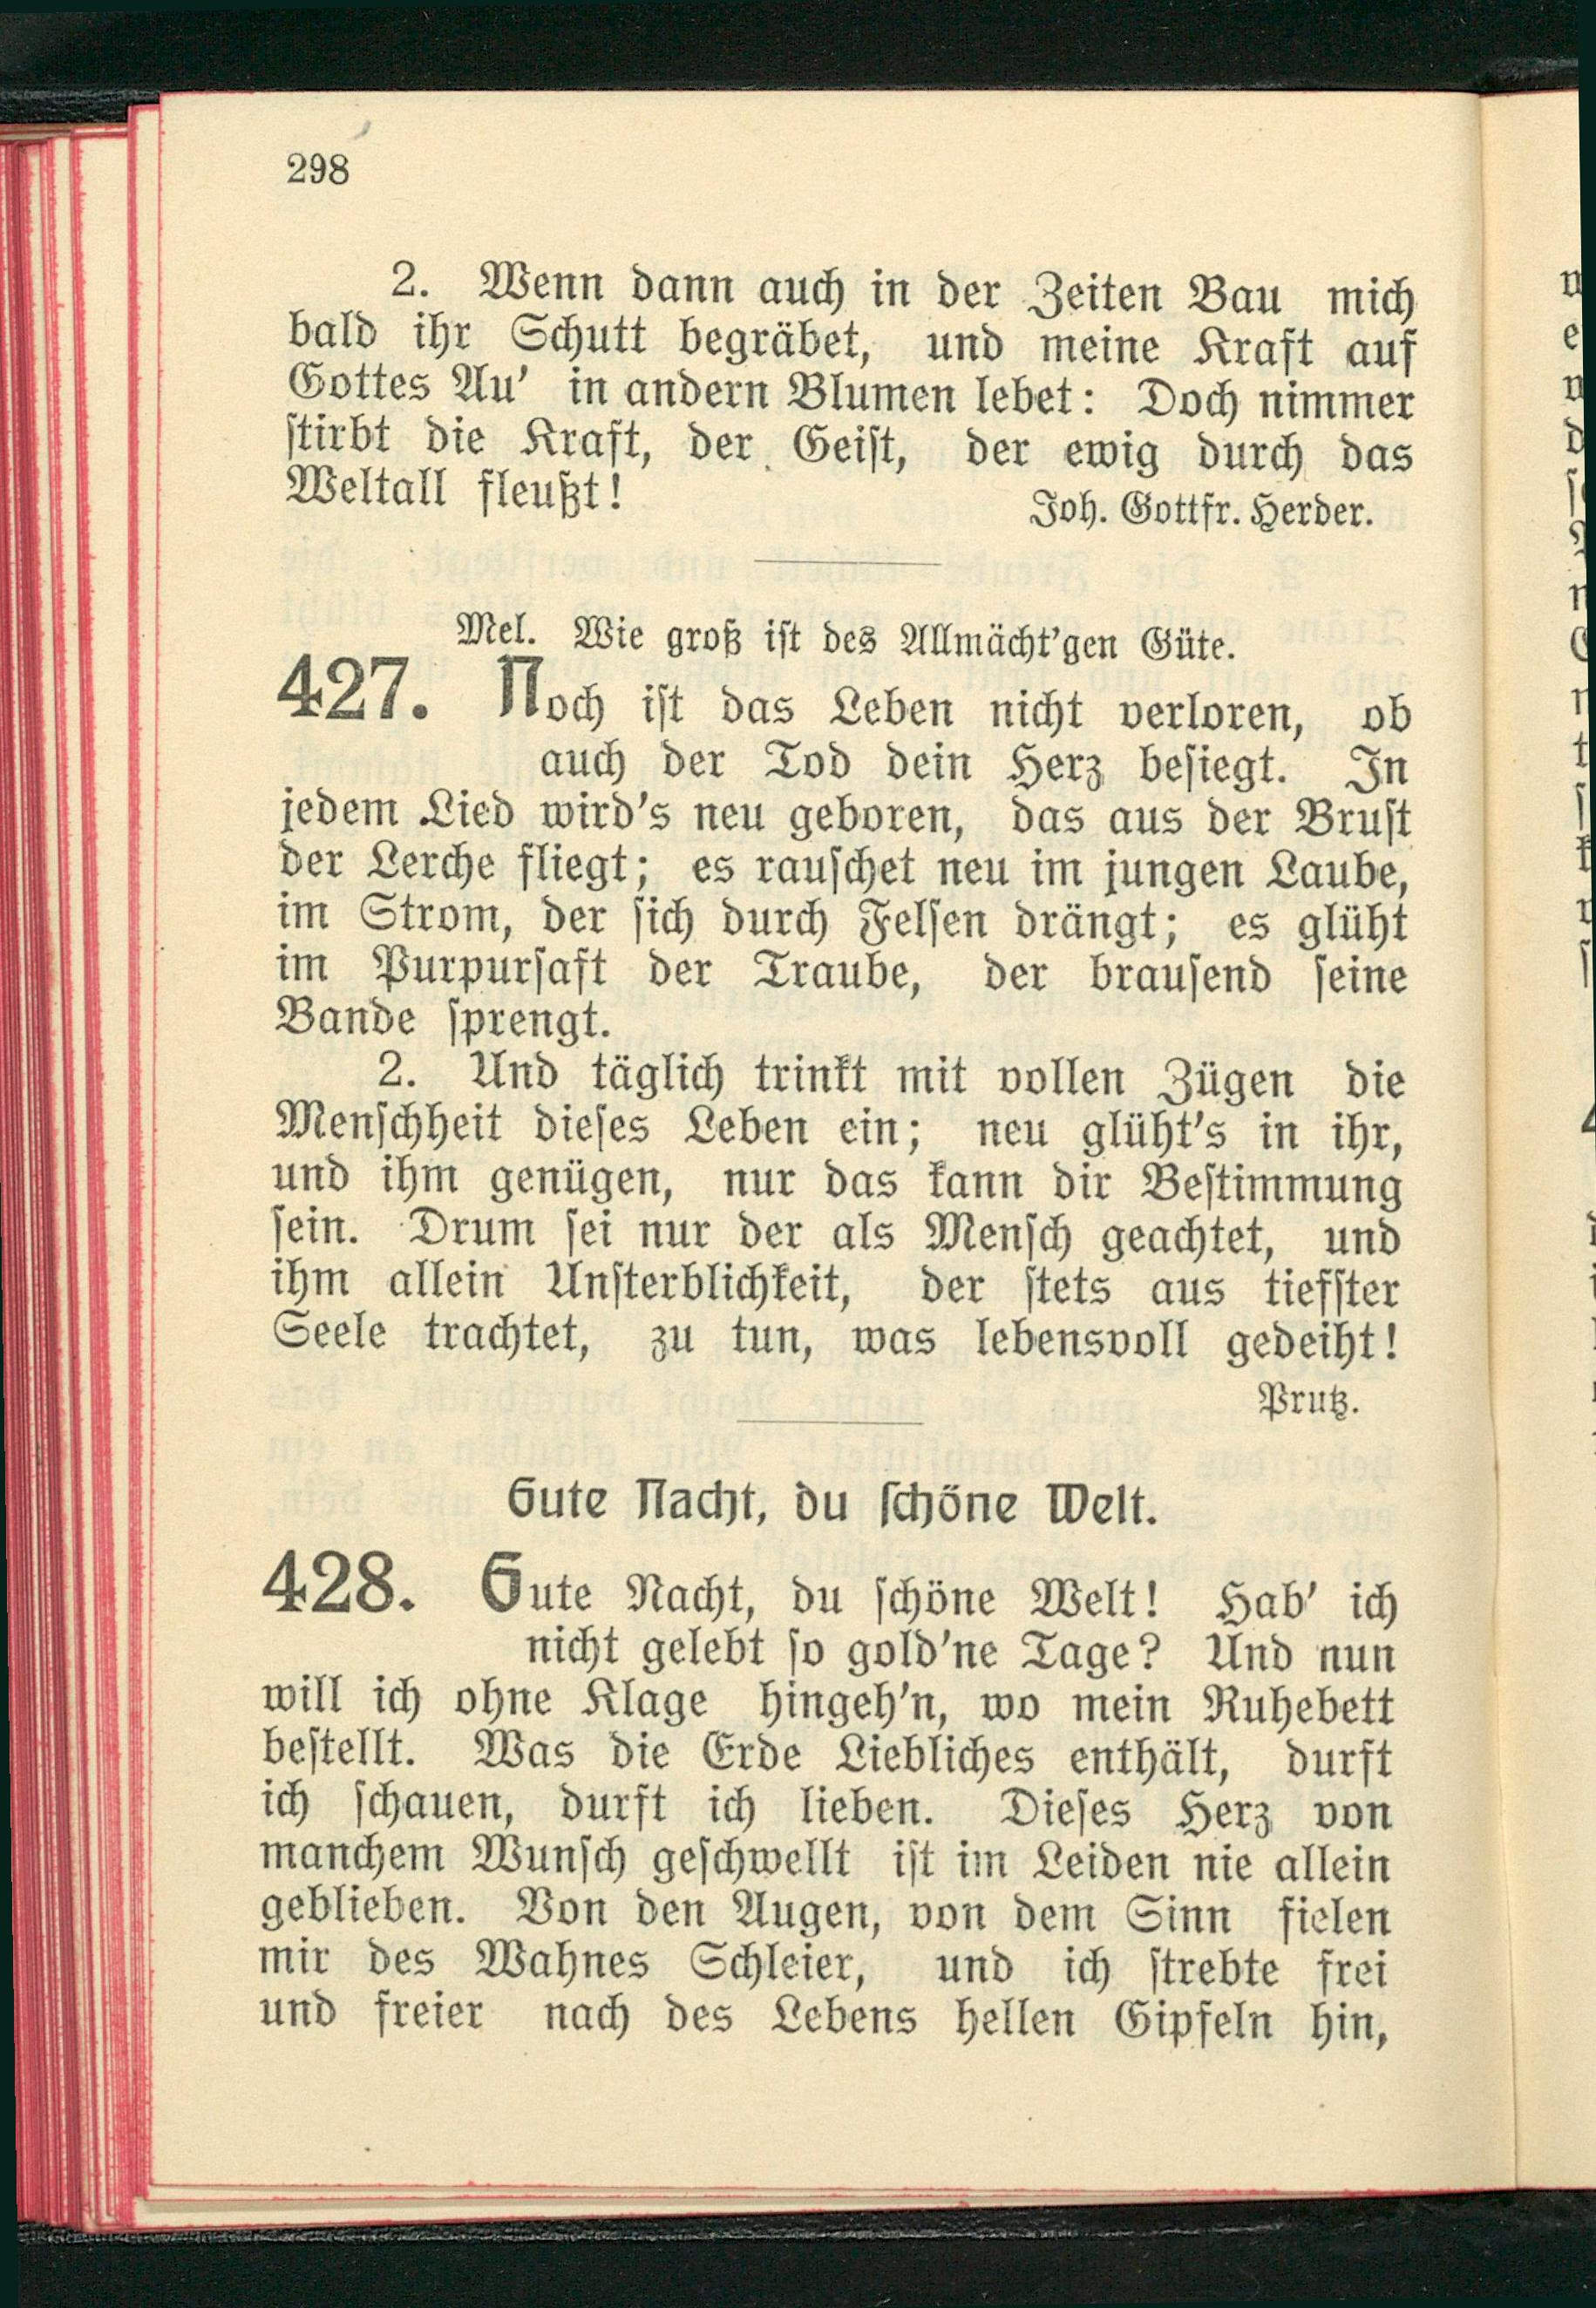 298
2. Wenn dann auch in der Zeiten Bau mich
bald ihr Schutt begräbet, und meine Kraft auf
Gottes Au' in andern Blumen lebet: Doch nimmer
stirbt die Kraft, der Geist, der ewig durch das
Weltall fleußt!
Joh. Gottfr. Herder.
Mel. Wie groß ist des Allmächt'gen Güte.
427. Noch ist das Leben nicht verloren, ob
auch der Tod dein Herz besiegt. In
jedem Lied wird's neu geboren, das aus der Brust
der Lerche fliegt; es rauschet neu im jungen Laube,
im Strom, der sich durch Felsen drängt; es glüht
im Purpursaft der Traube, der brausend seine
Bande sprengt.
2. Und täglich trinkt mit vollen Zügen die
Menschheit dieses Leben ein; neu glüht's in ihr,
und ihm genügen, nur das kann dir Bestimmung
sein. Drum sei nur der als Mensch geachtet, und
ihm allein Unsterblichkeit, der stets aus tiefster
Seele trachtet, zu tun, was lebensvoll gedeiht!
Prutz.
Gute Nacht, du schöne Welt.
428. Gute Nacht, du schöne Welt! Hab' ich
nicht gelebt so gold'ne Tage? Und nun
will ich ohne Klage hingeh'n, wo mein Ruhebett
bestellt. Was die Erde Liebliches enthält, durft
ich schauen, durft ich lieben. Dieses Herz von
manchem Wunsch geschwellt ist im Leiden nie allein
geblieben. Von den Augen, von dem Sinn fielen
mir des Wahnes Schleier, und ich strebte frei
und freier nach des Lebens hellen Gipfeln hin,